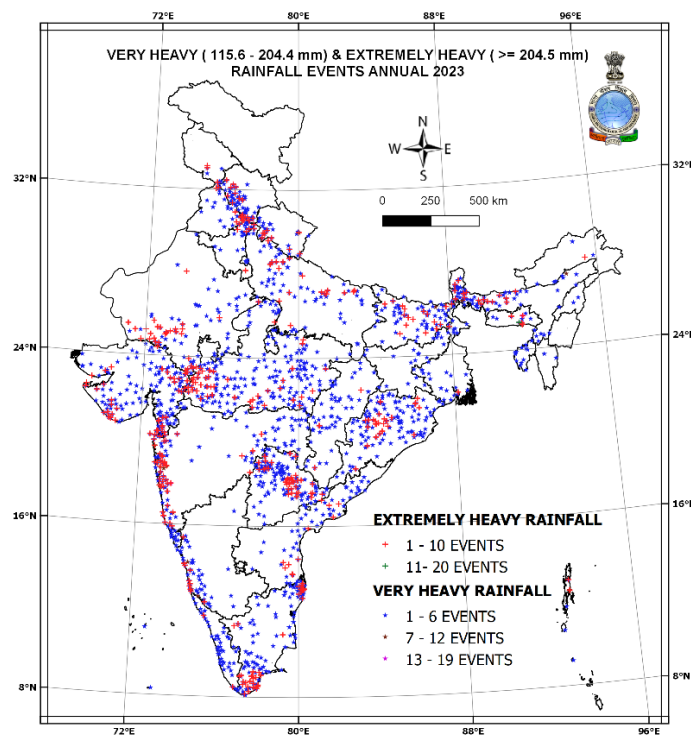 72°E 80°E 88°E 96°E
VERY HEAVY ( 115.6 - 204.4 mm) & EXTREMELY HEAVY ( >= 204.5 mm)
RAINFALL EVENTS ANNUAL 2023
N
W E
S
32°N 32°N
0 250 500 km
24°N 24°N
16°N 16°N
EXTREMELY HEAVY RAINFALL
1 - 10 EVENTS
11- 20 EVENTS
VERY HEAVY RAINFALL
1 - 6 EVENTS
7 - 12 EVENTS
13 - 19 EVENTS
8°N 8°N
72°E 80°E 88°E 96°E